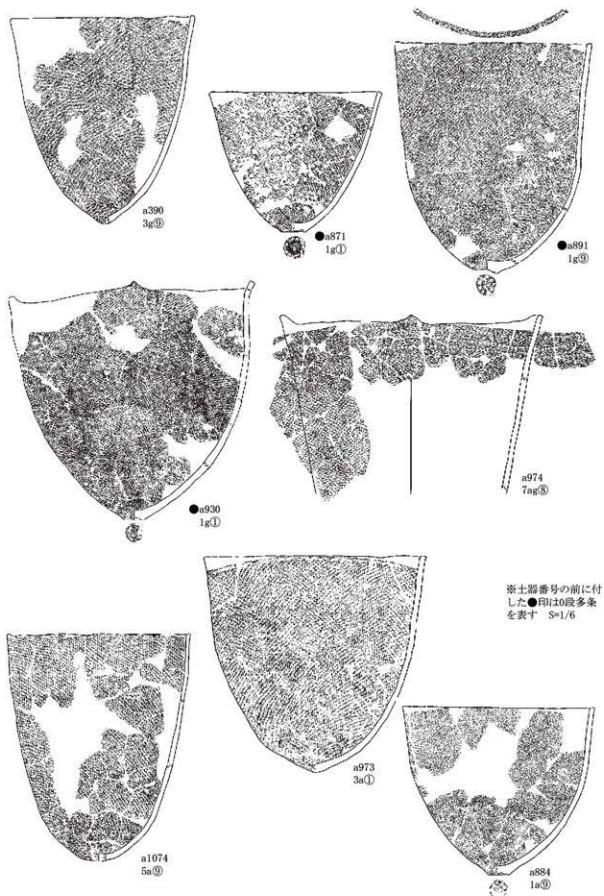 a390
3g⑨
●a871
1g①
●a891
1g⑨
●a930
1g①
a974
7ag⑧
※土器番号の前に付
した●印は0段多条
を表す S=1/6
a1074
5a⑨
a973
3a①
a884
1a⑨